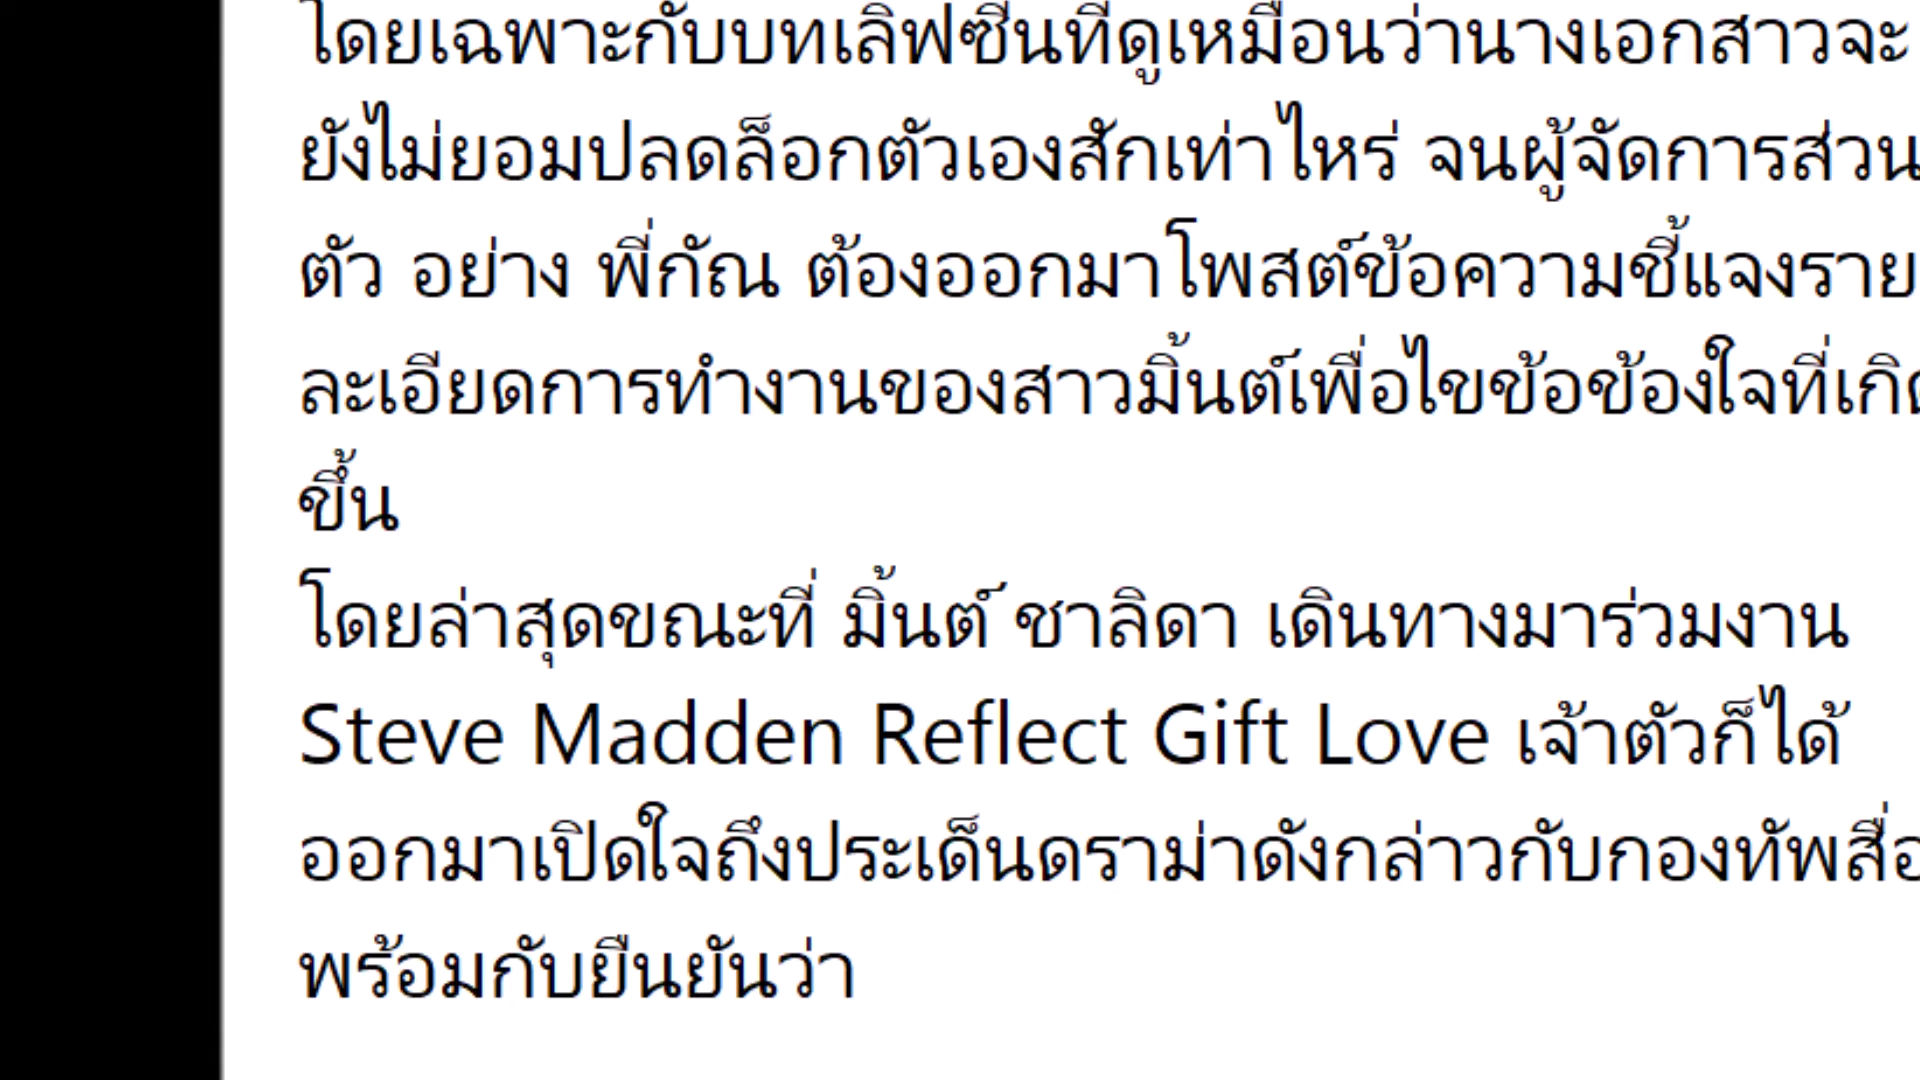 โดยเฉพาะกับบทเลิฟซีนที่ดูเหมือนว่านางเอกสาวจะ
ยังไม่ยอมปลดล็อกตัวเองสักเท่าไหร่ จนผู้จัดการส่วน
ตัว อย่าง พี่กัณ ต้องออกมาโพสต์ข้อความชี้แจงราย
ละเอียดการทำงานของสาวมิ้นต์เพื่อไขข้อข้องใจที่เกิด
ขึ้น
โดยล่าสุดขณะที่ มิ้นต์ ชาลิดา เดินทางมาร่วมงาน
Steve Madden Reflect Gift Love เจ้าตัวก็ได้
ออกมาเปิดใจถึงประเด็นดราม่าดังกล่าวกับกองทัพสื่อ
พร้อมกับยืนยันว่า